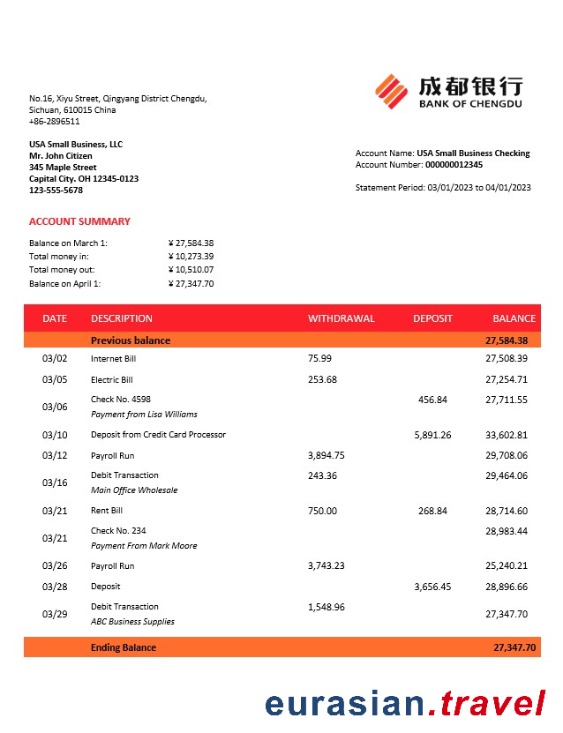 成都银行
BANK OF CHENGDU
No.16, Xiyu Street, Qingyang District Chengdu,
Sichuan, 610015 China
+86-2896511
USA Small Business, LLC
Mr. John Citizen
345 Maple Street
Capital City. OH 12345-0123
123-555-5678
Account Name: USA Small Business Checking
Account Number: 000000012345
Statement Period: 03/01/2023 to 04/01/2023
ACCOUNT SUMMARY
Balance on March 1: ¥ 27,584.38
Total money in: ¥ 10,273.39
Total money out: ¥ 10,510.07
Balance on April 1: ¥ 27,347.70
DATE DESCRIPTION WITHDRAWAL DEPOSIT BALANCE
Previous balance 27,584.38
03/02 Internet Bill 75.99 27,508.39
03/05 Electric Bill 253.68 27,254.71
03/06 Check No. 4598 456.84 27,711.55
Payment from Lisa Williams
03/10 Deposit from Credit Card Processor 5,891.26 33,602.81
03/12 Payroll Run 3,894.75 29,708.06
03/16 Debit Transaction 243.36 29,464.06
Main Office Wholesale
03/21 Rent Bill 750.00 268.84 28,714.60
03/21 Check No. 234 28,983.44
Payment From Mark Moore
03/26 Payroll Run 3,743.23 25,240.21
03/28 Deposit 3,656.45 28,896.66
03/29 Debit Transaction 1,548.96 27,347.70
ABC Business Supplies
Ending Balance 27,347.70
eurasian.travel